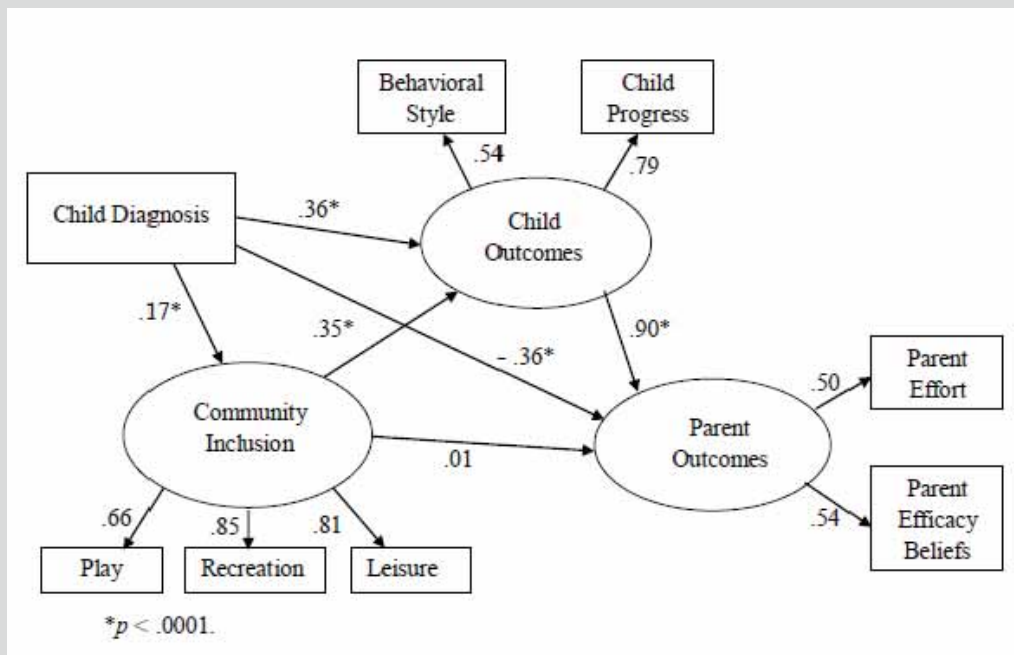 Behavioral
Style
Child
Progress
.54
.79
Child Diagnosis
.36*
Child
Outcomes
.17*
.35*
.90*
– .36*
Parent
Effort
.50
Community
Inclusion
Parent
Outcomes
.01
Parent
Efficacy
Beliefs
.54
.66
.85
.81
Play
Recreation
Leisure
*p < .0001.